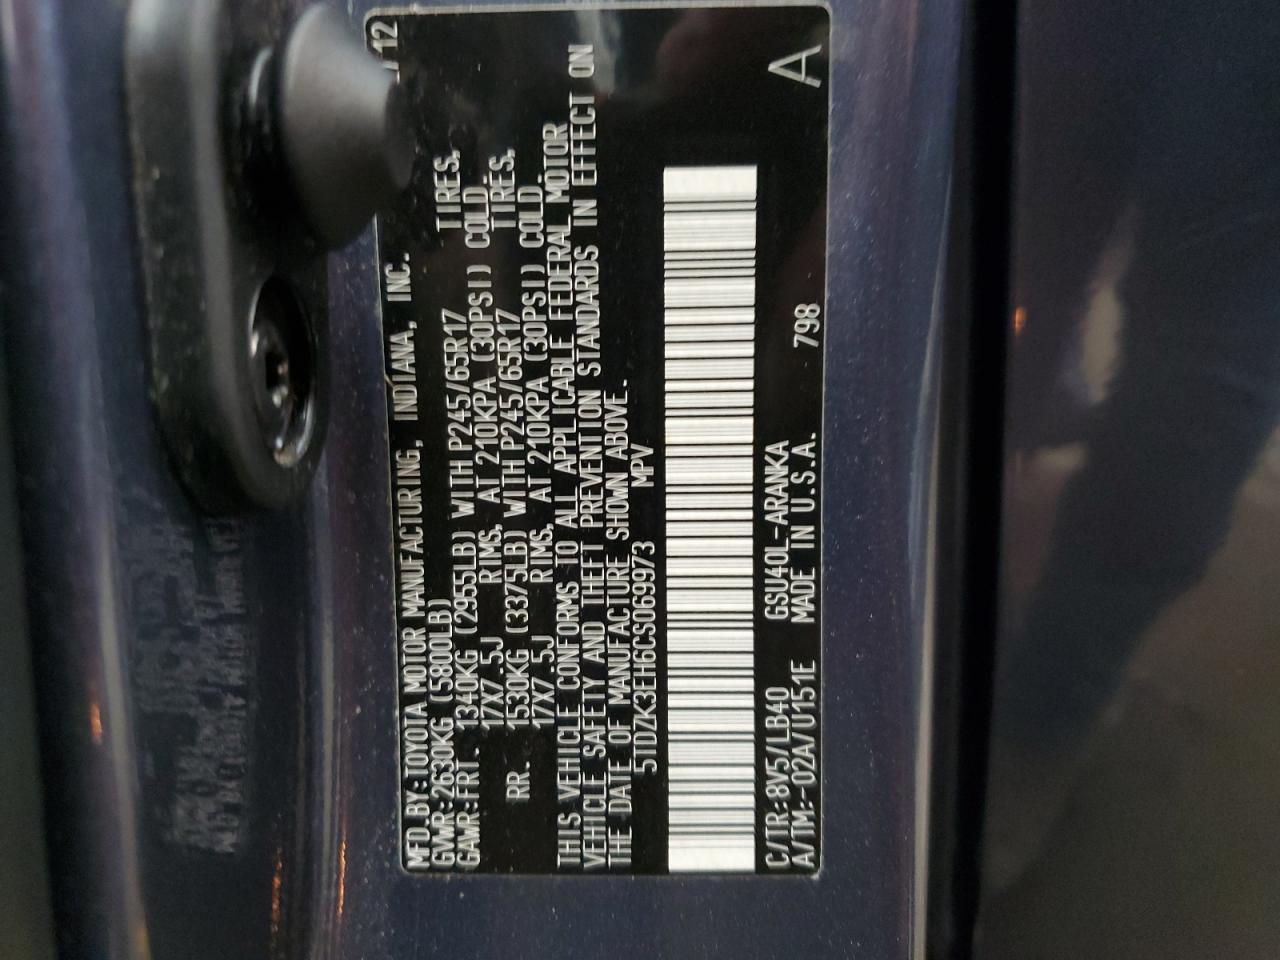 MFD.BY:TOYOTA MOTOR MANUFACTURING, INDIANA, INC. /12
GVWR:2630KG (5800LB)
GAWR:FRT. 1340KG (2955LB) WITH P245/65R17 TIRES,
17X7.5J RIMS, AT 210KPA (30PSI) COLD.
RR. 1530KG (3375LB) WITH P245/65R17 TIRES,
17X7.5J RIMS, AT 210KPA (30PSI) COLD.
THIS VEHICLE CONFORMS TO ALL APPLICABLE FEDERAL MOTOR
VEHICLE SAFETY AND THEFT PREVENTION STANDARDS IN EFFECT ON
THE DATE OF MANUFACTURE SHOWN ABOVE.
5TDZK3EH6CS069973 MPV
C/TR:8V5/LB40 GSU40L-ARANKA
A/TM:-02A/U151E MADE IN U.S.A. 798 A